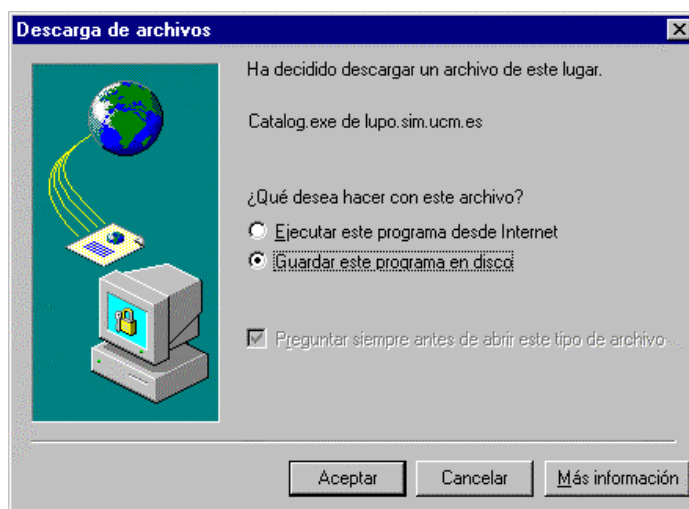 Descarga de archivos
Ha decidido descargar un archivo de este lugar.
Catalog.exe de lupo.sim.ucm.es
¿Qué desea hacer con este archivo?
Ejecutar este programa desde Internet
Guardar este programa en disco
Preguntar siempre antes de abrir este tipo de archivo
Aceptar Cancelar Más información